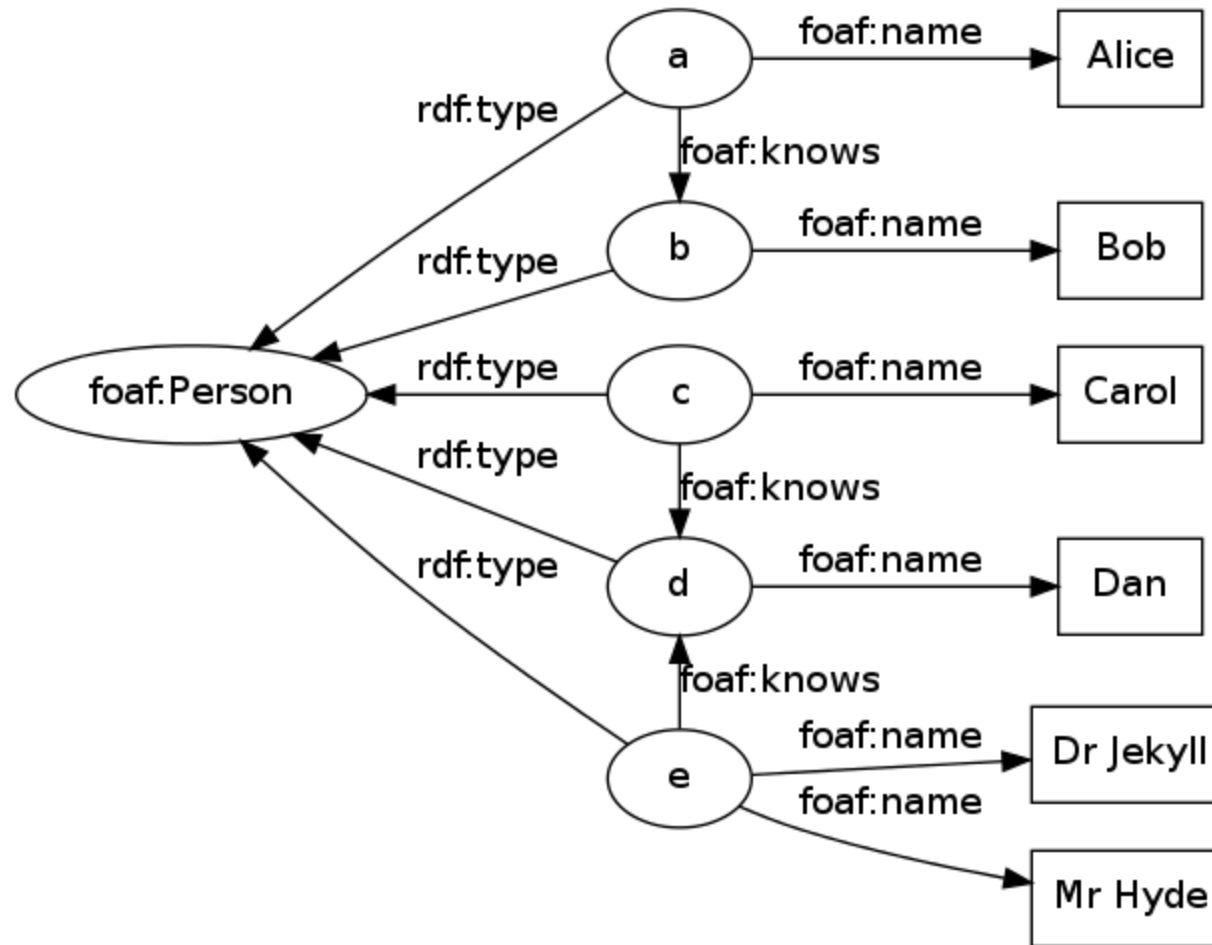 a
foaf:name
Alice
rdf:type
foaf:knows
b
foaf:name
Bob
rdf:type
foaf:Person
rdf:type
c
foaf:name
Carol
rdf:type
foaf:knows
d
foaf:name
Dan
rdf:type
foaf:knows
e
foaf:name
Dr Jekyll
foaf:name
Mr Hyde